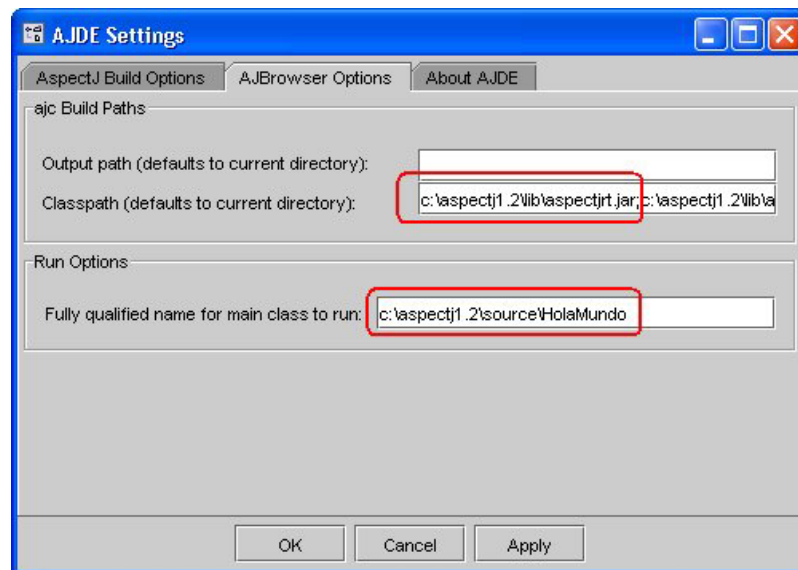 AJDE Settings
AspectJ Build Options AJBrowser Options About AJDE
ajc Build Paths
Output path (defaults to current directory):
Classpath (defaults to current directory): c:\aspectj1.2\lib\aspectjrt.jar;c:\aspectj1.2\lib\a
Run Options
Fully qualified name for main class to run: c:\aspectj1.2\source\HolaMundo
OK Cancel Apply